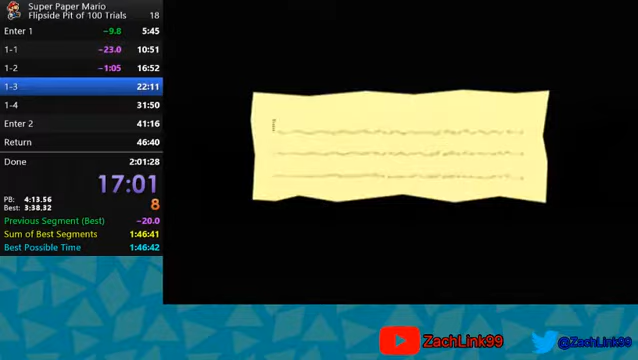 Super Paper Mario
Flipside Pit of 100 Trials 18
Enter 1 -9.8 5:45
1-1 -23.0 10:51
1-2 -1:05 16:52
1-3 22:11
1-4 31:50
Enter 2 41:16
Return 46:40
Done 2:01:28
17:01
PB: 4:13.56
Best: 3:38.32
8
Previous Segment (Best) -20.0
Sum of Best Segments 1:46:41
Best Possible Time 1:46:42
ZachLink99
@ZachLink99